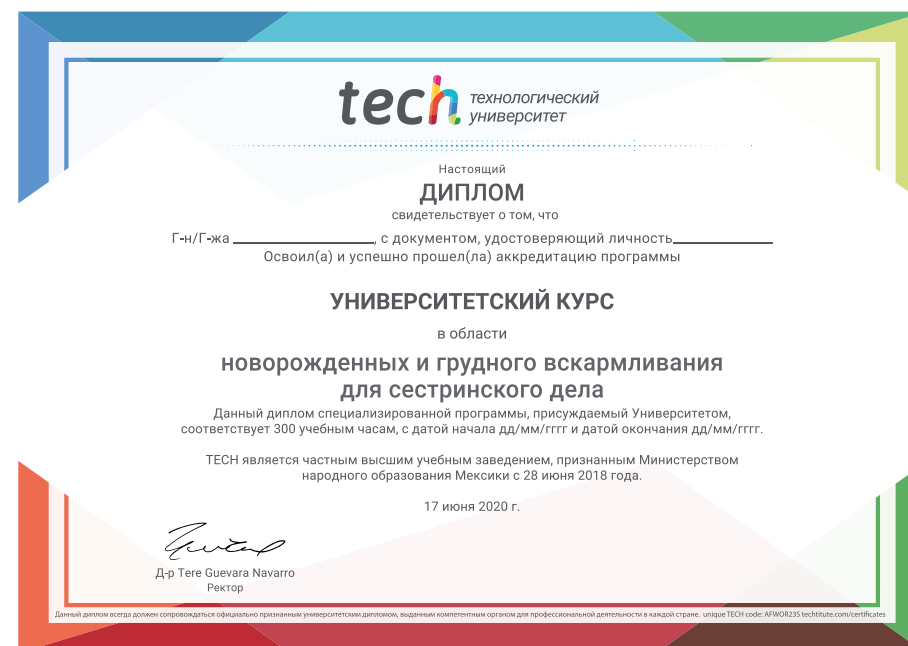 tech технологический
университет
Настоящий
ДИПЛОМ
свидетельствует о том, что
Г-н/Г-жа ____________________, с документом, удостоверяющий личность______________
Освоил(а) и успешно прошел(ла) аккредитацию программы
УНИВЕРСИТЕТСКИЙ КУРС
в области
новорожденных и грудного вскармливания
для сестринского дела
Данный диплом специализированной программы, присуждаемый Университетом,
соответствует 300 учебным часам, с датой начала дд/мм/гггг и датой окончания дд/мм/гггг.
TECH является частным высшим учебным заведением, признанным Министерством
народного образования Мексики с 28 июня 2018 года.
17 июня 2020 г.
Д-р Tere Guevara Navarro
Ректор
Данный диплом всегда должен сопровождаться официально признанным университетским дипломом, выданным компетентным органом для профессиональной деятельности в каждой стране. unique TECH code: AFWOR23S techtitute.com/certificates